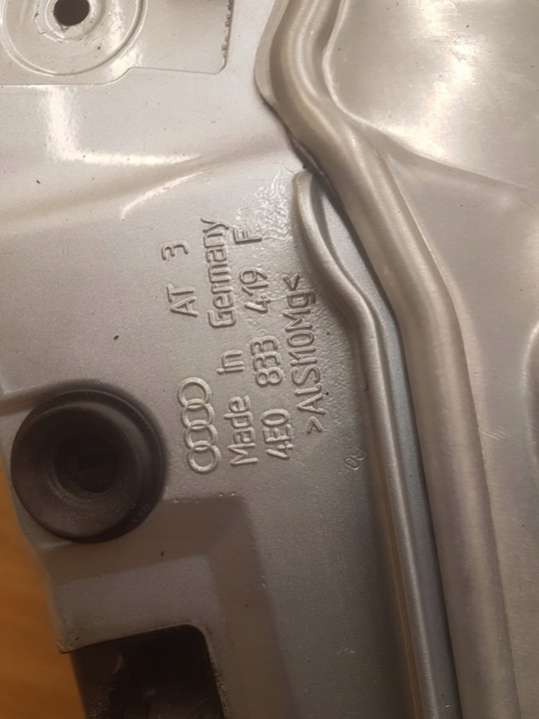 AT 3
Made in Germany
4E0 833 419 F
>AlSi10Mg<